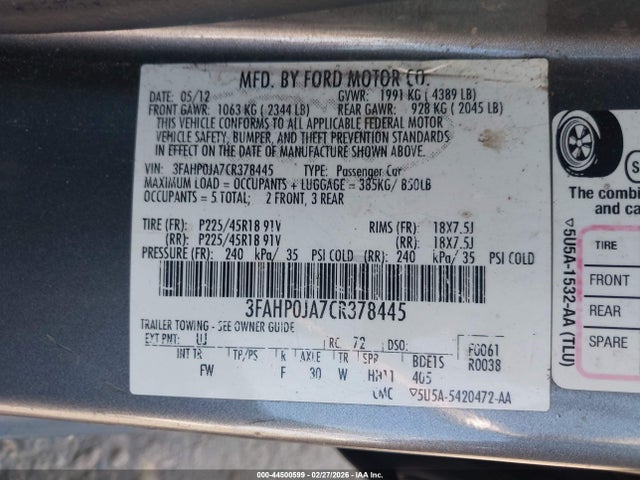 MFD. BY FORD MOTOR CO.
DATE: 05/12 GVWR: 1991 KG ( 4389 LB)
FRONT GAWR: 1063 KG ( 2344 LB) REAR GAWR: 928 KG ( 2045 LB)
THIS VEHICLE CONFORMS TO ALL APPLICABLE FEDERAL MOTOR
VEHICLE SAFETY, BUMPER, AND THEFT PREVENTION STANDARDS
IN EFFECT ON THE DATE OF MANUFACTURE SHOWN ABOVE.
VIN: 3FAHP0JA7CR378445 TYPE: Passenger Car
MAXIMUM LOAD = OCCUPANTS + LUGGAGE = 385KG/ 850LB
OCCUPANTS = 5 TOTAL; 2 FRONT, 3 REAR
TIRE (FR): P225/45R18 91V RIMS (FR): 18X7.5J
(RR): P225/45R18 91V (RR): 18X7.5J
PRESSURE (FR): 240 kPa/ 35 PSI COLD (RR): 240 kPa/ 35 PSI COLD
3FAHP0JA7CR378445
TRAILER TOWING - SEE OWNER GUIDE
EXT PNT: UJ RC: 72 DSO: F0061
INT TR TP/PS R AXLE TR SPR BDE1S R0038
FW F 30 W 405
▽5U5A-5420472-AA
The combi
and ca
TIRE
FRONT
REAR
SPARE
▽5U5A-1532-AA (TLU)
000-44500599 - 02/27/2026 - IAA Inc.